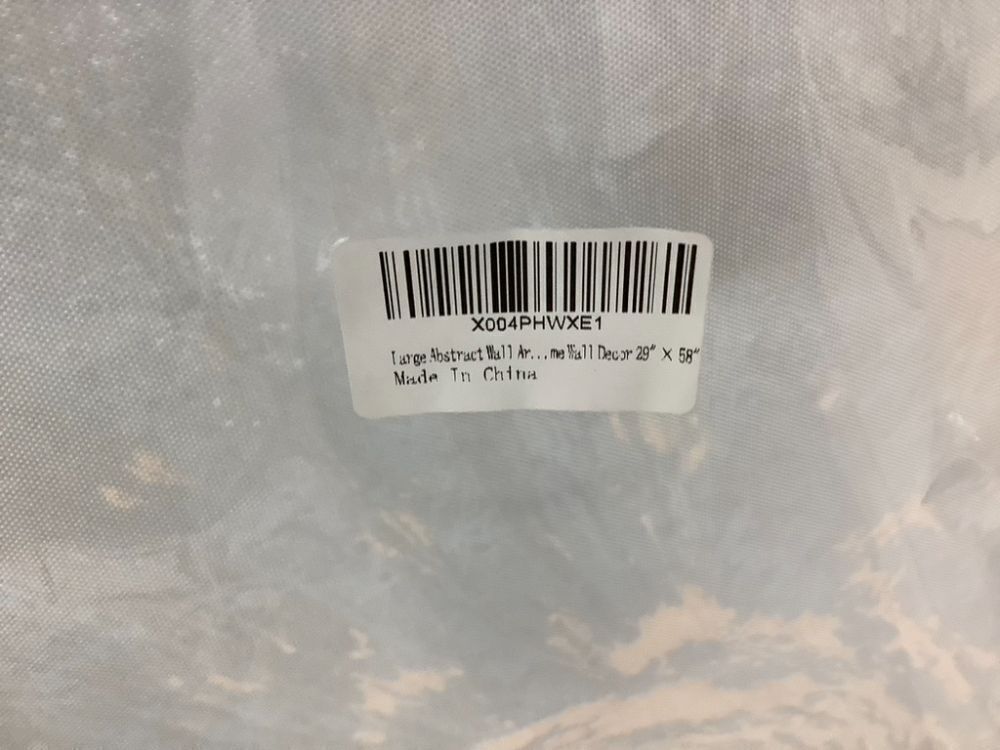 X004PHWXE1
Large Abstract Wall Ar...me Wall Decor 29" X 58"
Made In China